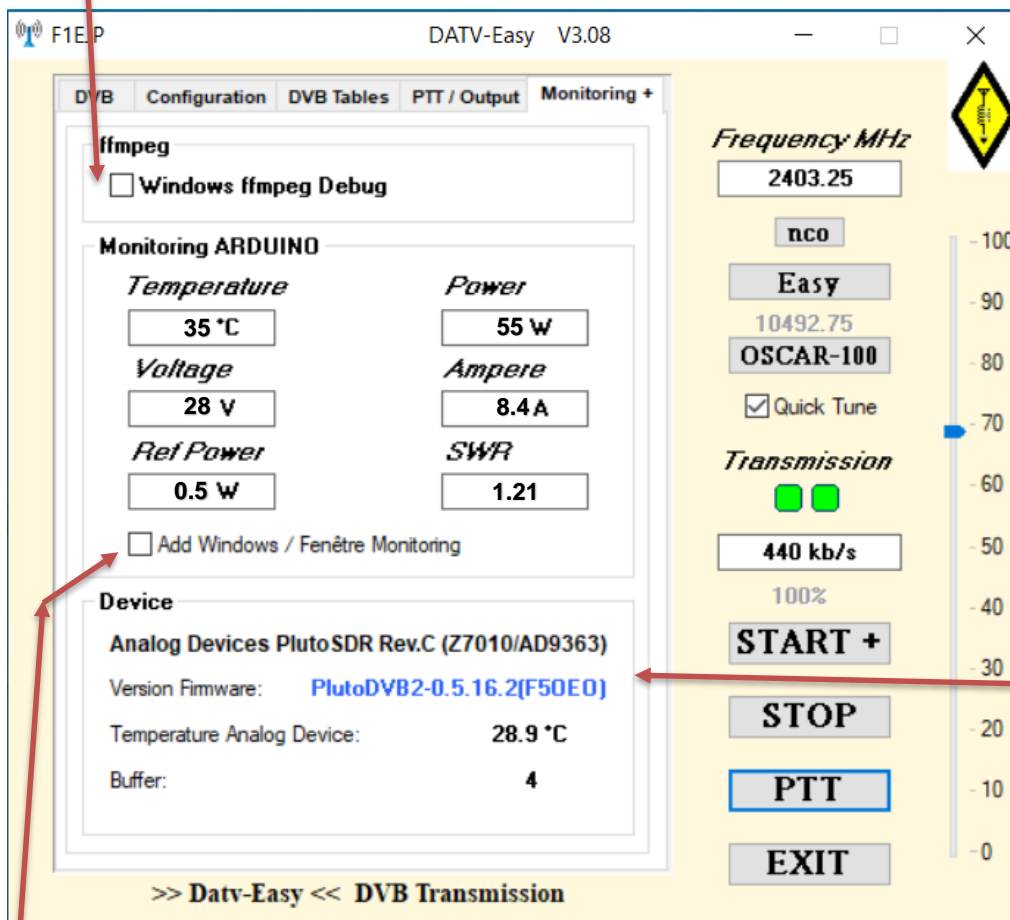 F1EJP DATV-Easy V3.08
DVB Configuration DVB Tables PTT / Output Monitoring +
ffmpeg
Windows ffmpeg Debug
Monitoring ARDUINO
Temperature Power
35 °C 55 W
Voltage Ampere
28 V 8.4 A
Ref Power SWR
0.5 W 1.21
Add Windows / Fenêtre Monitoring
Device
Analog Devices PlutoSDR Rev.C (Z7010/AD9363)
Version Firmware: PlutoDVB2-0.5.16.2(F5OEO)
Temperature Analog Device: 28.9 °C
Buffer: 4
>> Datv-Easy << DVB Transmission
Frequency MHz
2403.25
nco
Easy
10492.75
OSCAR-100
Quick Tune
Transmission
440 kb/s
100%
START +
STOP
PTT
EXIT
100
90
80
70
60
50
40
30
20
10
0